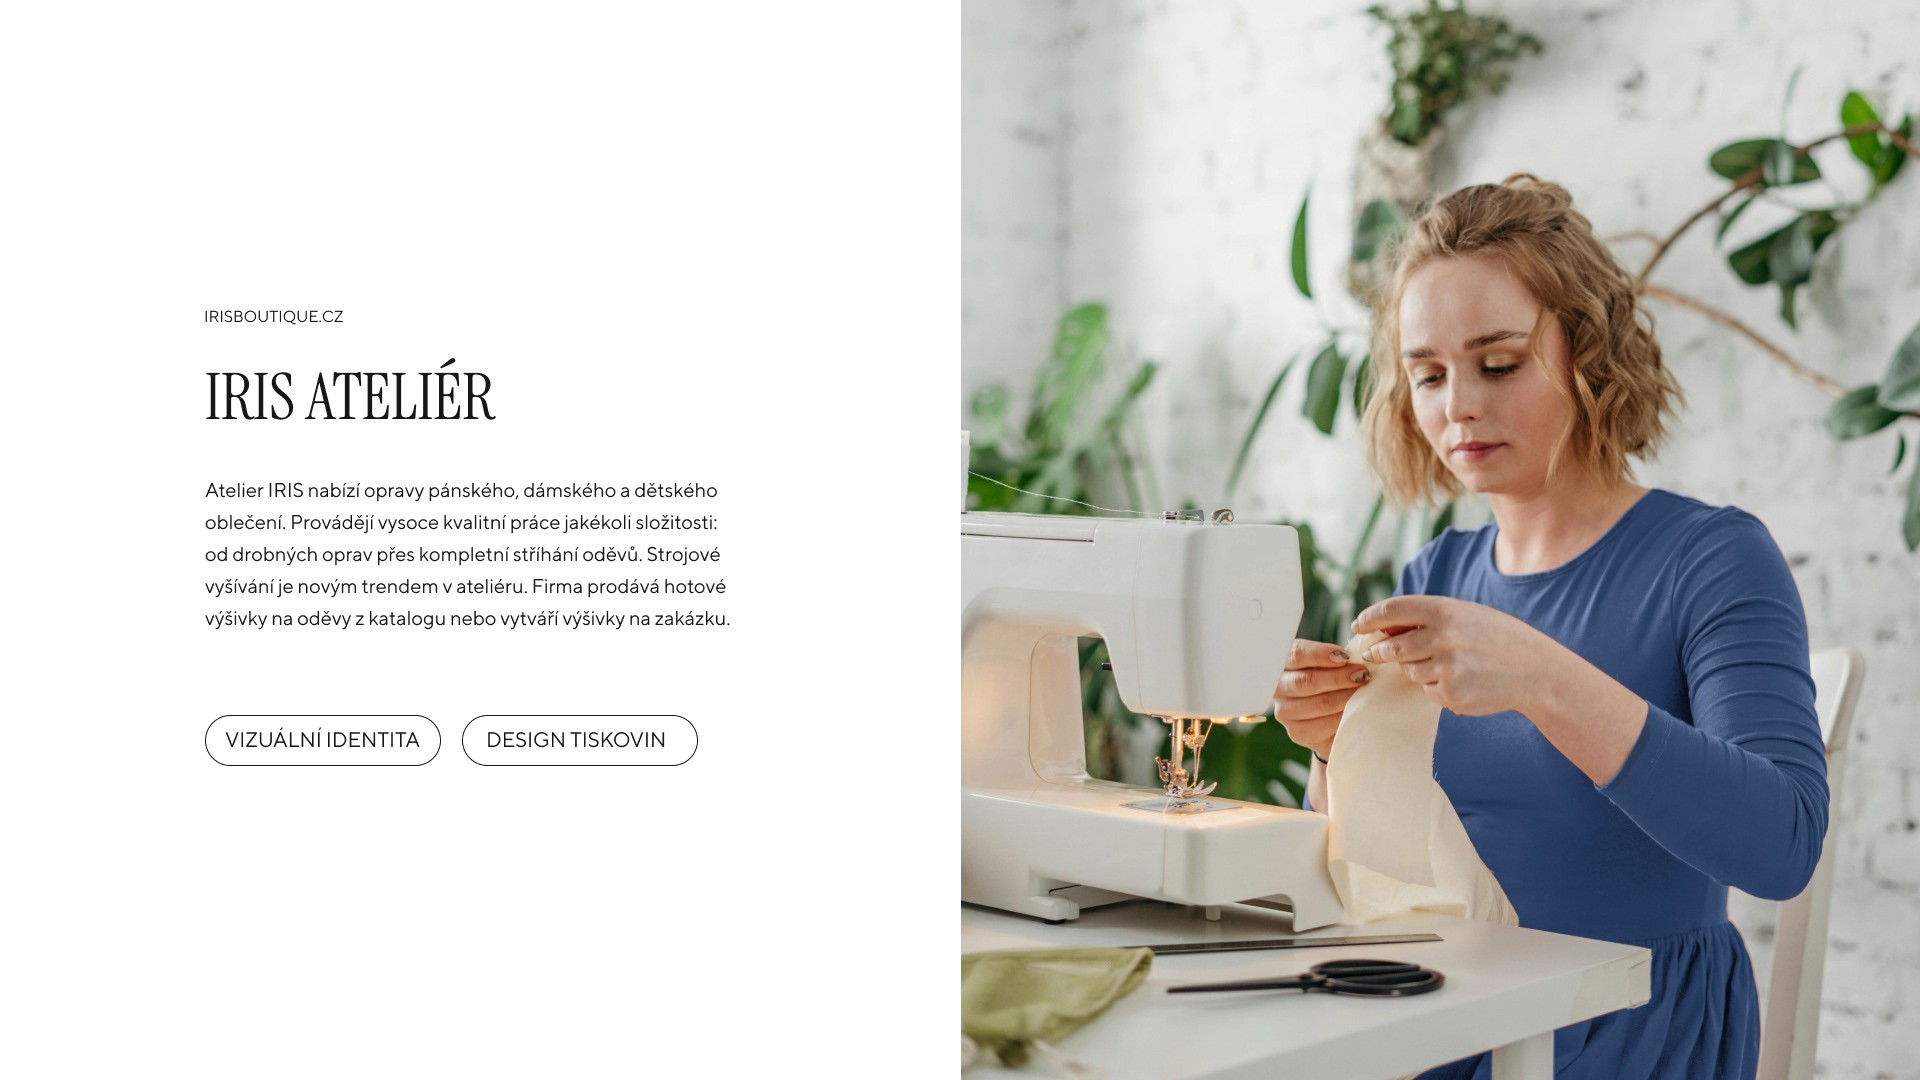 IRISBOUTIQUE.CZ
IRIS ATELIÉR
Atelier IRIS nabízí opravy pánského, dámského a dětského
oblečení. Provádějí vysoce kvalitní práce jakékoli složitosti:
od drobných oprav přes kompletní stříhání oděvů. Strojové
vyšívání je novým trendem v ateliéru. Firma prodává hotové
výšivky na oděvy z katalogu nebo vytváří výšivky na zakázku.
VIZUÁLNÍ IDENTITA
DESIGN TISKOVIN